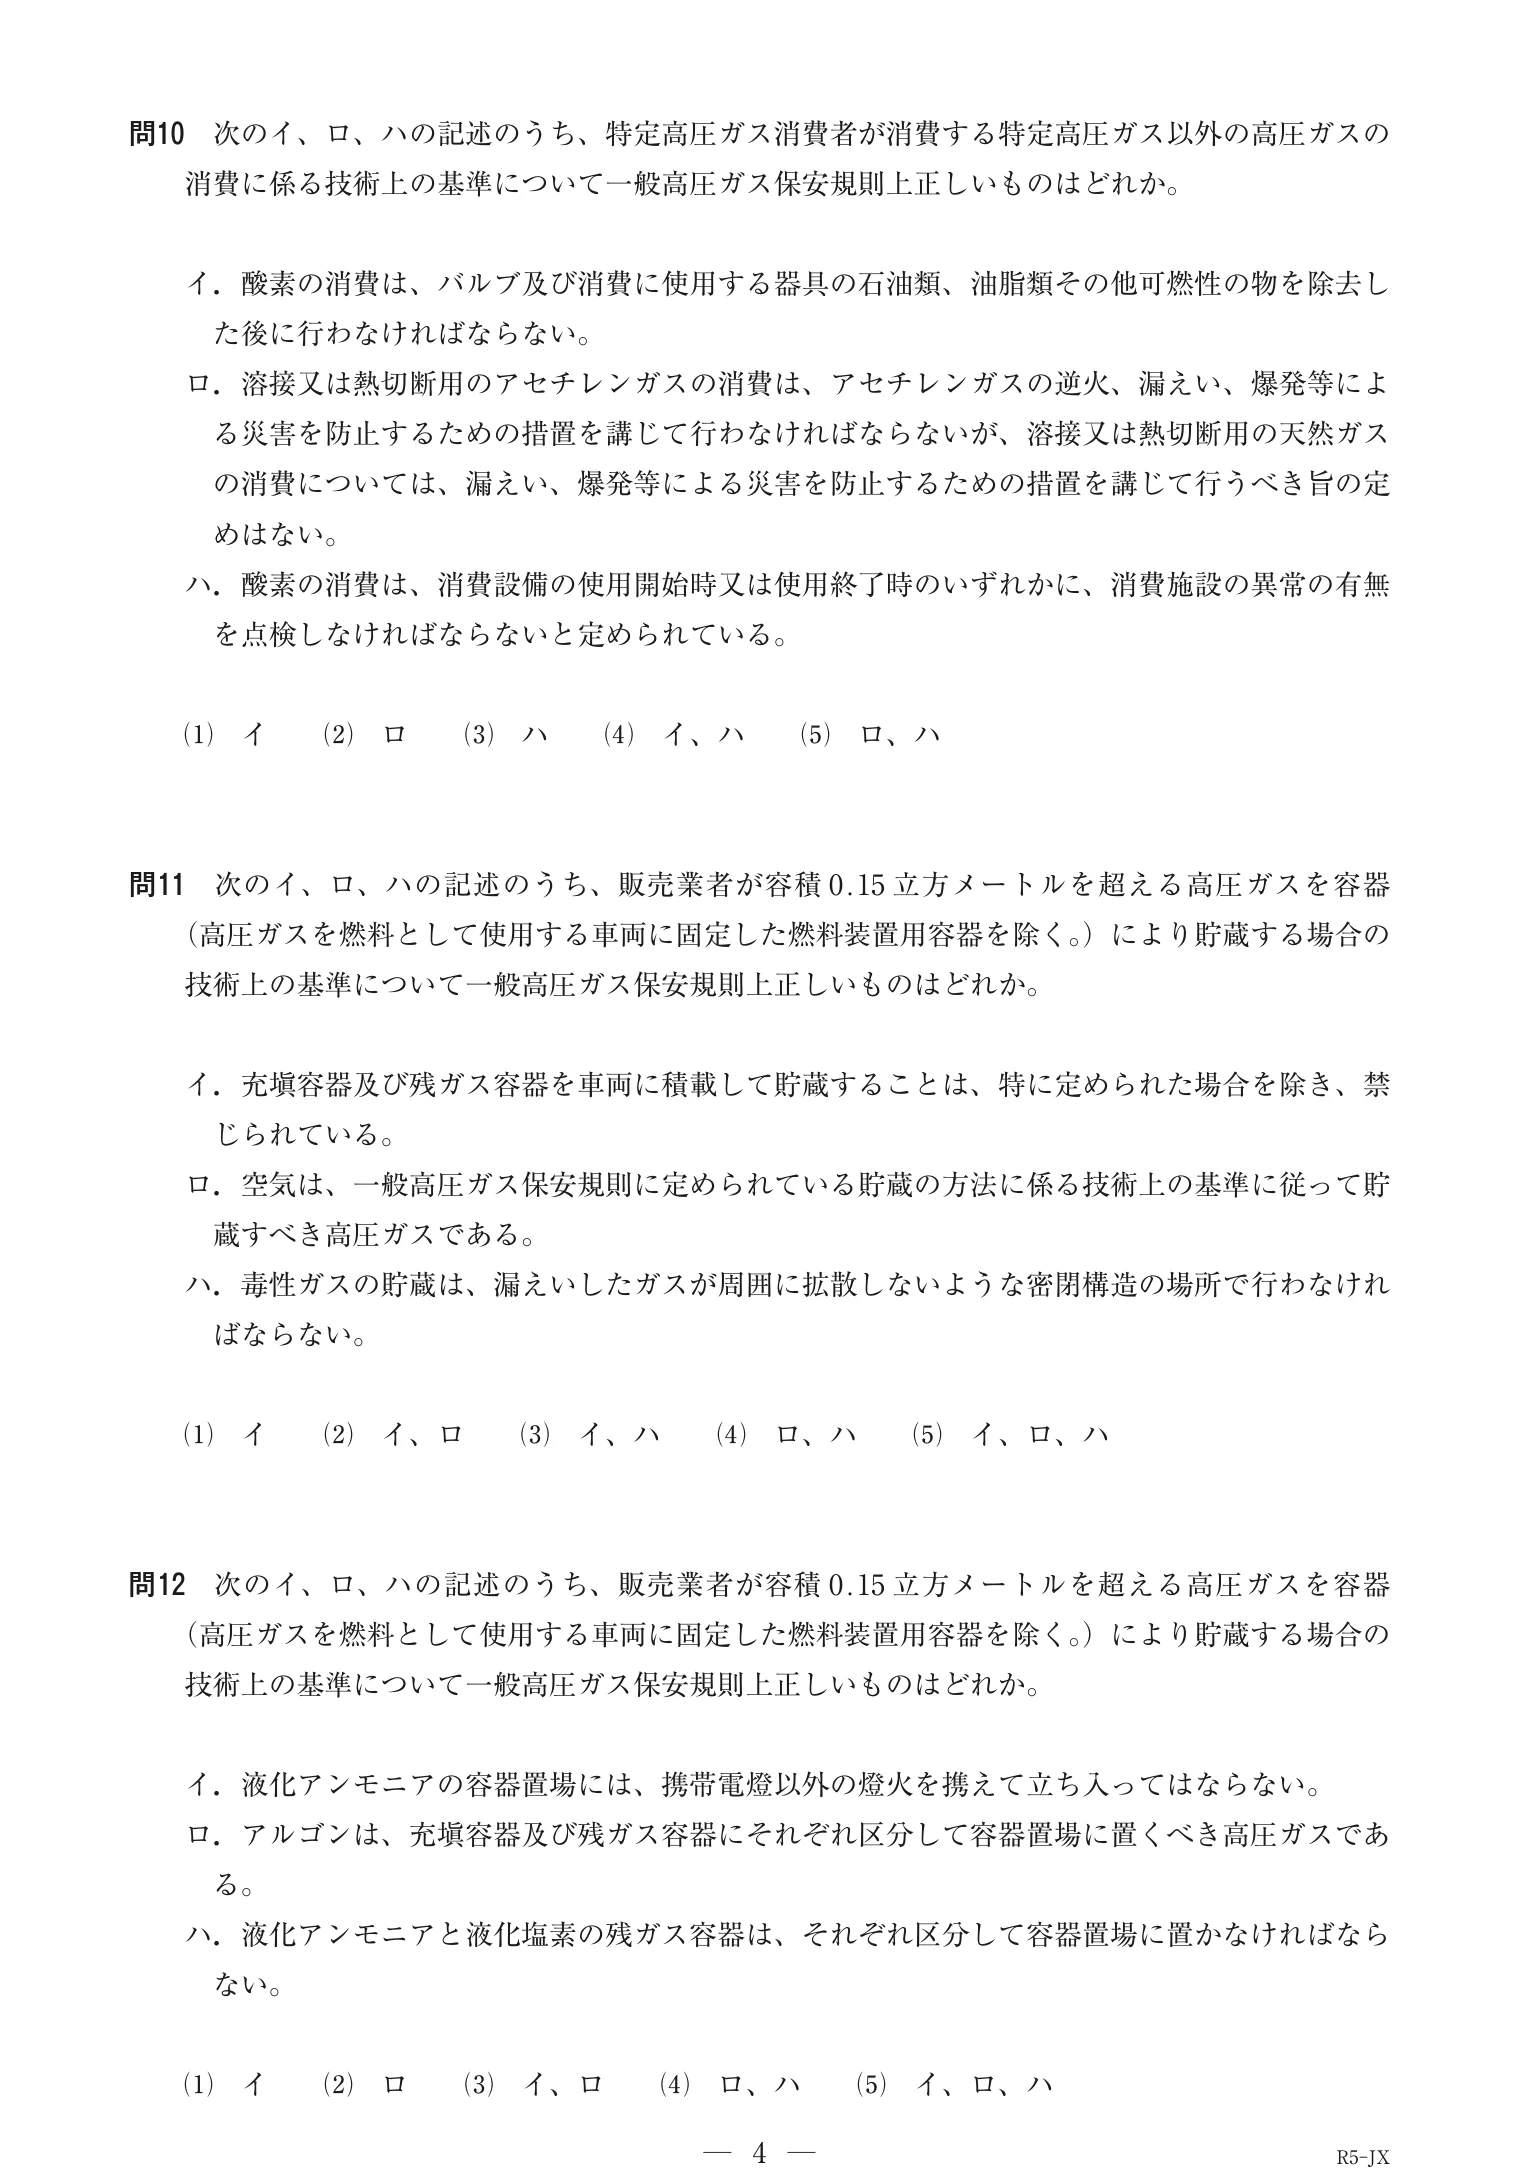 問10　次のイ、ロ、ハの記述のうち、特定高圧ガス消費者が消費する特定高圧ガス以外の高圧ガスの
消費に係る技術上の基準について一般高圧ガス保安規則上正しいものはどれか。
イ．酸素の消費は、バルブ及び消費に使用する器具の石油類、油脂類その他可燃性の物を除去し
た後に行わなければならない。
ロ．溶接又は熱切断用のアセチレンガスの消費は、アセチレンガスの逆火、漏えい、爆発等によ
る災害を防止するための措置を講じて行わなければならないが、溶接又は熱切断用の天然ガス
の消費については、漏えい、爆発等による災害を防止するための措置を講じて行うべき旨の定
めはない。
ハ．酸素の消費は、消費設備の使用開始時又は使用終了時のいずれかに、消費施設の異常の有無
を点検しなければならないと定められている。
(1)　イ　　(2)　ロ　　(3)　ハ　　(4)　イ、ハ　　(5)　ロ、ハ
問11　次のイ、ロ、ハの記述のうち、販売業者が容積 0.15 立方メートルを超える高圧ガスを容器
（高圧ガスを燃料として使用する車両に固定した燃料装置用容器を除く。）により貯蔵する場合の
技術上の基準について一般高圧ガス保安規則上正しいものはどれか。
イ．充塡容器及び残ガス容器を車両に積載して貯蔵することは、特に定められた場合を除き、禁
じられている。
ロ．空気は、一般高圧ガス保安規則に定められている貯蔵の方法に係る技術上の基準に従って貯
蔵すべき高圧ガスである。
ハ．毒性ガスの貯蔵は、漏えいしたガスが周囲に拡散しないような密閉構造の場所で行わなけれ
ばならない。
(1)　イ　　(2)　イ、ロ　　(3)　イ、ハ　　(4)　ロ、ハ　　(5)　イ、ロ、ハ
問12　次のイ、ロ、ハの記述のうち、販売業者が容積 0.15 立方メートルを超える高圧ガスを容器
（高圧ガスを燃料として使用する車両に固定した燃料装置用容器を除く。）により貯蔵する場合の
技術上の基準について一般高圧ガス保安規則上正しいものはどれか。
イ．液化アンモニアの容器置場には、携帯電燈以外の燈火を携えて立ち入ってはならない。
ロ．アルゴンは、充塡容器及び残ガス容器にそれぞれ区分して容器置場に置くべき高圧ガスであ
る。
ハ．液化アンモニアと液化塩素の残ガス容器は、それぞれ区分して容器置場に置かなければなら
ない。
(1)　イ　　(2)　ロ　　(3)　イ、ロ　　(4)　ロ、ハ　　(5)　イ、ロ、ハ
— 4 —
R5-JX